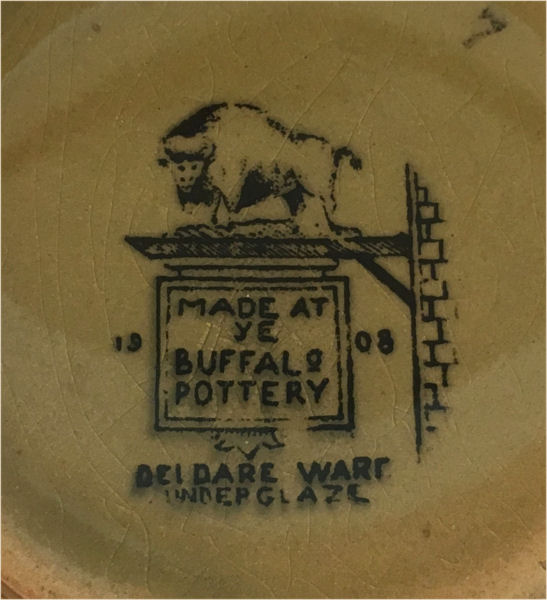 MADE AT
YE
19 08
BUFFALO
POTTERY
DELDARE WARE
UNDERGLAZE